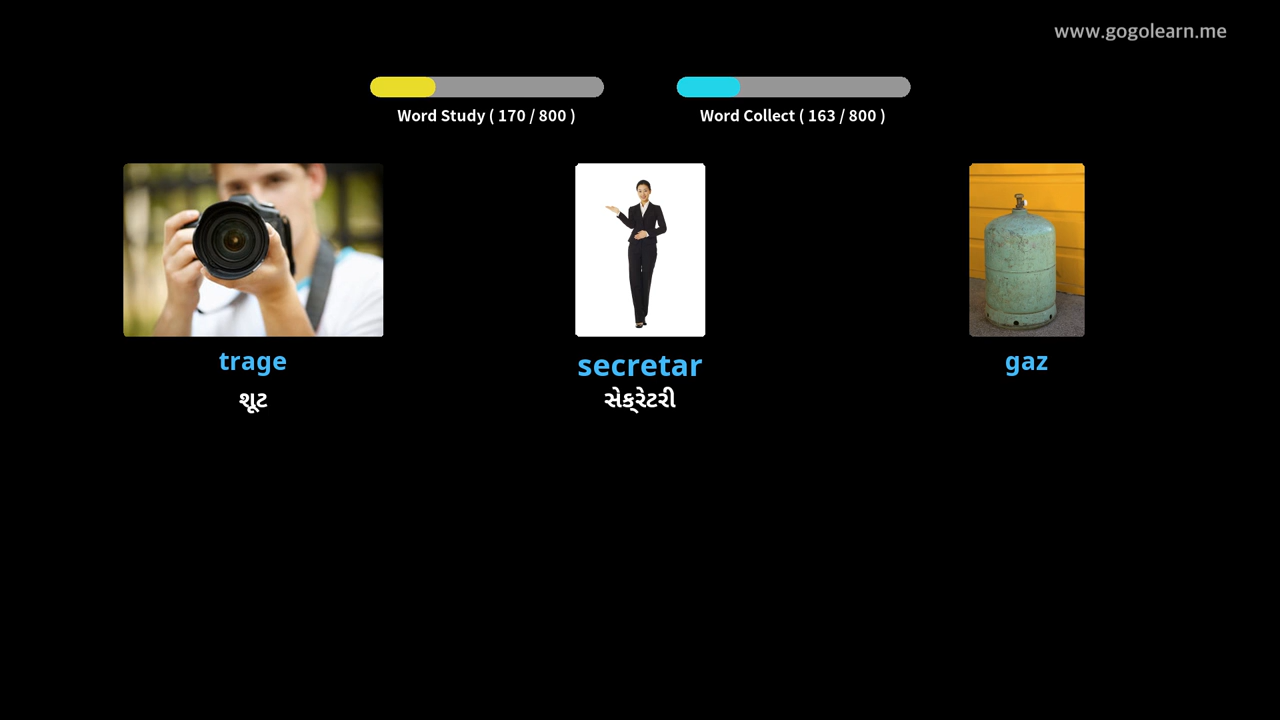 www.gogolearn.me
Word Study ( 170 / 800 )
Word Collect ( 163 / 800 )
trage
secretar
gaz
શૂટ
સેક્રેટરી